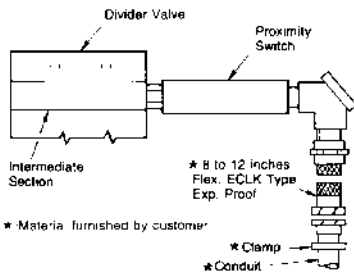 Divider Valve
Proximity
Switch
Intermediate
Section
* 8 to 12 inches
Flex. ECLK Type
Exp. Proof
* Material furnished by customer
* Clamp
* Conduit